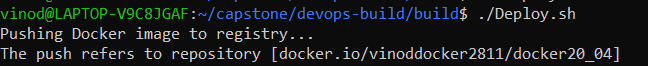 vinod@LAPTOP-V9C8JGAF:~/capstone/devops-build/build$ ./Deploy.sh
Pushing Docker image to registry...
The push refers to repository [docker.io/vinoddocker2811/docker20_04]